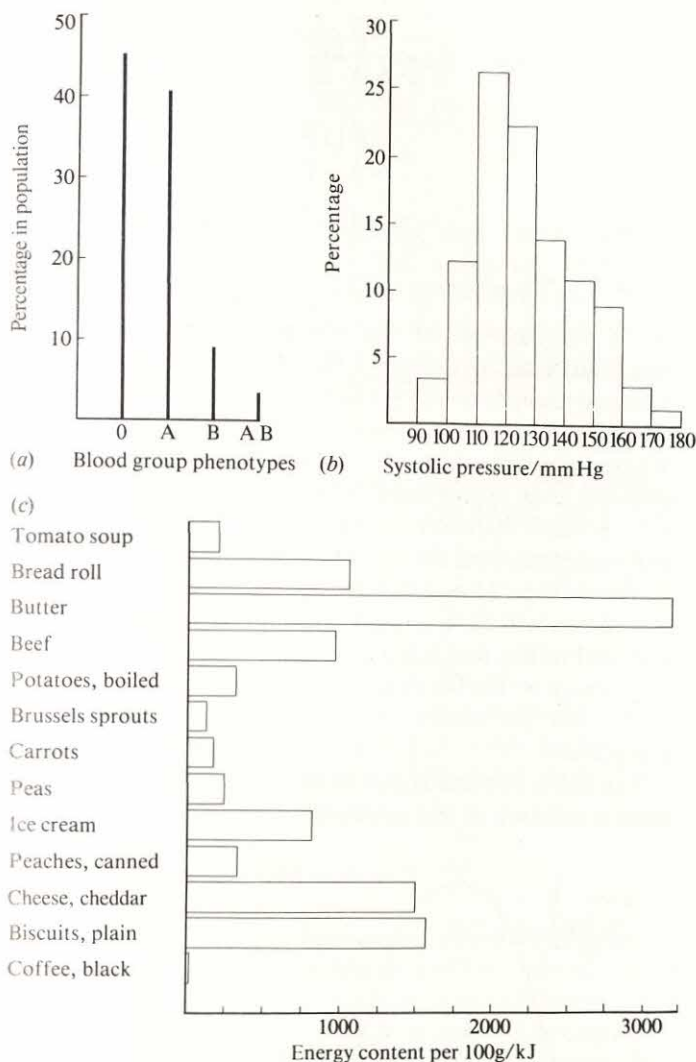 50
40
30
20
10
Percentage in population
0 A B A B
(a) Blood group phenotypes
30
25
20
15
10
5
Percentage
90 100 110 120 130 140 150 160 170 180
(b) Systolic pressure/mmHg
(c)
Tomato soup
Bread roll
Butter
Beef
Potatoes, boiled
Brussels sprouts
Carrots
Peas
Ice cream
Peaches, canned
Cheese, cheddar
Biscuits, plain
Coffee, black
1000 2000 3000
Energy content per 100g/kJ